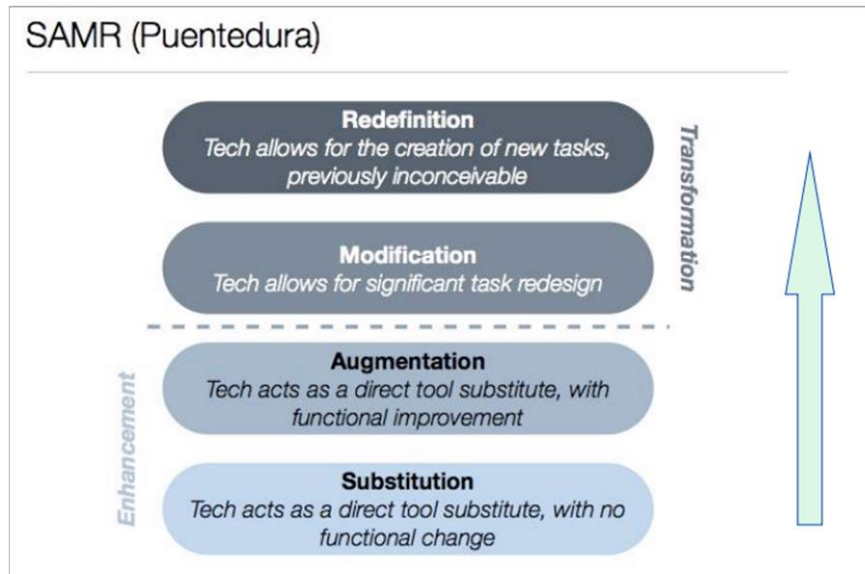 SAMR (Puentedura)
Redefinition
Tech allows for the creation of new tasks,
previously inconceivable
Transformation
Modification
Tech allows for significant task redesign
Augmentation
Tech acts as a direct tool substitute, with
functional improvement
Enhancement
Substitution
Tech acts as a direct tool substitute, with no
functional change